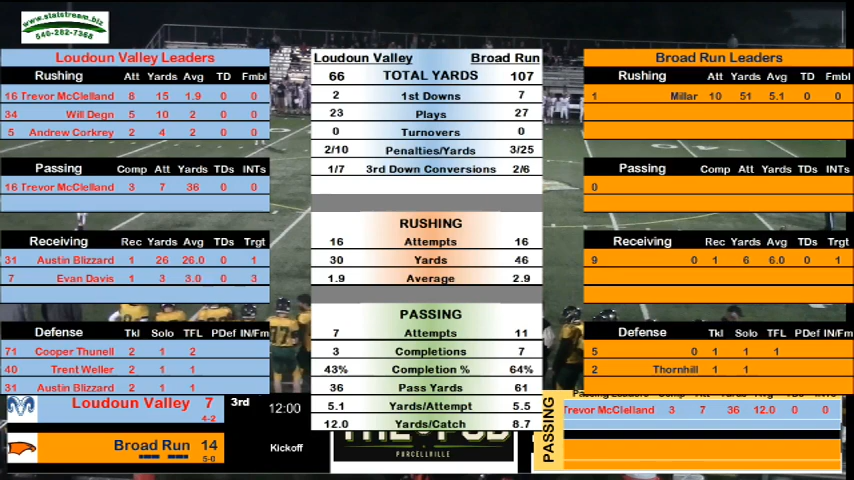 www.statstream.biz
540-282-7368
Loudoun Valley Leaders
Rushing Att Yards Avg TD Fmbl
16 Trevor McClelland 8 15 1.9 0 0
34 Will Degn 5 10 2 0 0
5 Andrew Corkrey 2 4 2 0 0
Passing Comp Att Yards TDs INTs
16 Trevor McClelland 3 7 36 0 0
Receiving Rec Yards Avg TDs Trgt
31 Austin Blizzard 1 26 26.0 0 1
7 Evan Davis 1 3 3.0 0 3
Defense Tkl Solo TFL PDef IN/Fm
71 Cooper Thunell 2 1 2
40 Trent Weller 2 1 1
31 Austin Blizzard 2 1 1
Loudoun Valley Broad Run
66 TOTAL YARDS 107
2 1st Downs 7
23 Plays 27
0 Turnovers 0
2/10 Penalties/Yards 3/25
1/7 3rd Down Conversions 2/6
RUSHING
16 Attempts 16
30 Yards 46
1.9 Average 2.9
PASSING
7 Attempts 11
3 Completions 7
43% Completion % 64%
36 Pass Yards 61
5.1 Yards/Attempt 5.5
12.0 Yards/Catch 8.7
Broad Run Leaders
Rushing Att Yards Avg TD Fmbl
1 Millar 10 51 5.1 0 0
Passing Comp Att Yards TDs INTs
0
Receiving Rec Yards Avg TDs Trgt
9 0 1 6 6.0 0 1
Defense Tkl Solo TFL PDef IN/Fm
5 0 1 1 1
2 Thornhill 1 1
Loudoun Valley 7 3rd 12:00
4-2
Broad Run 14 Kickoff
5-0
PURCELLVILLE
PASSING
Trevor McClelland 3 7 36 12.0 0 0